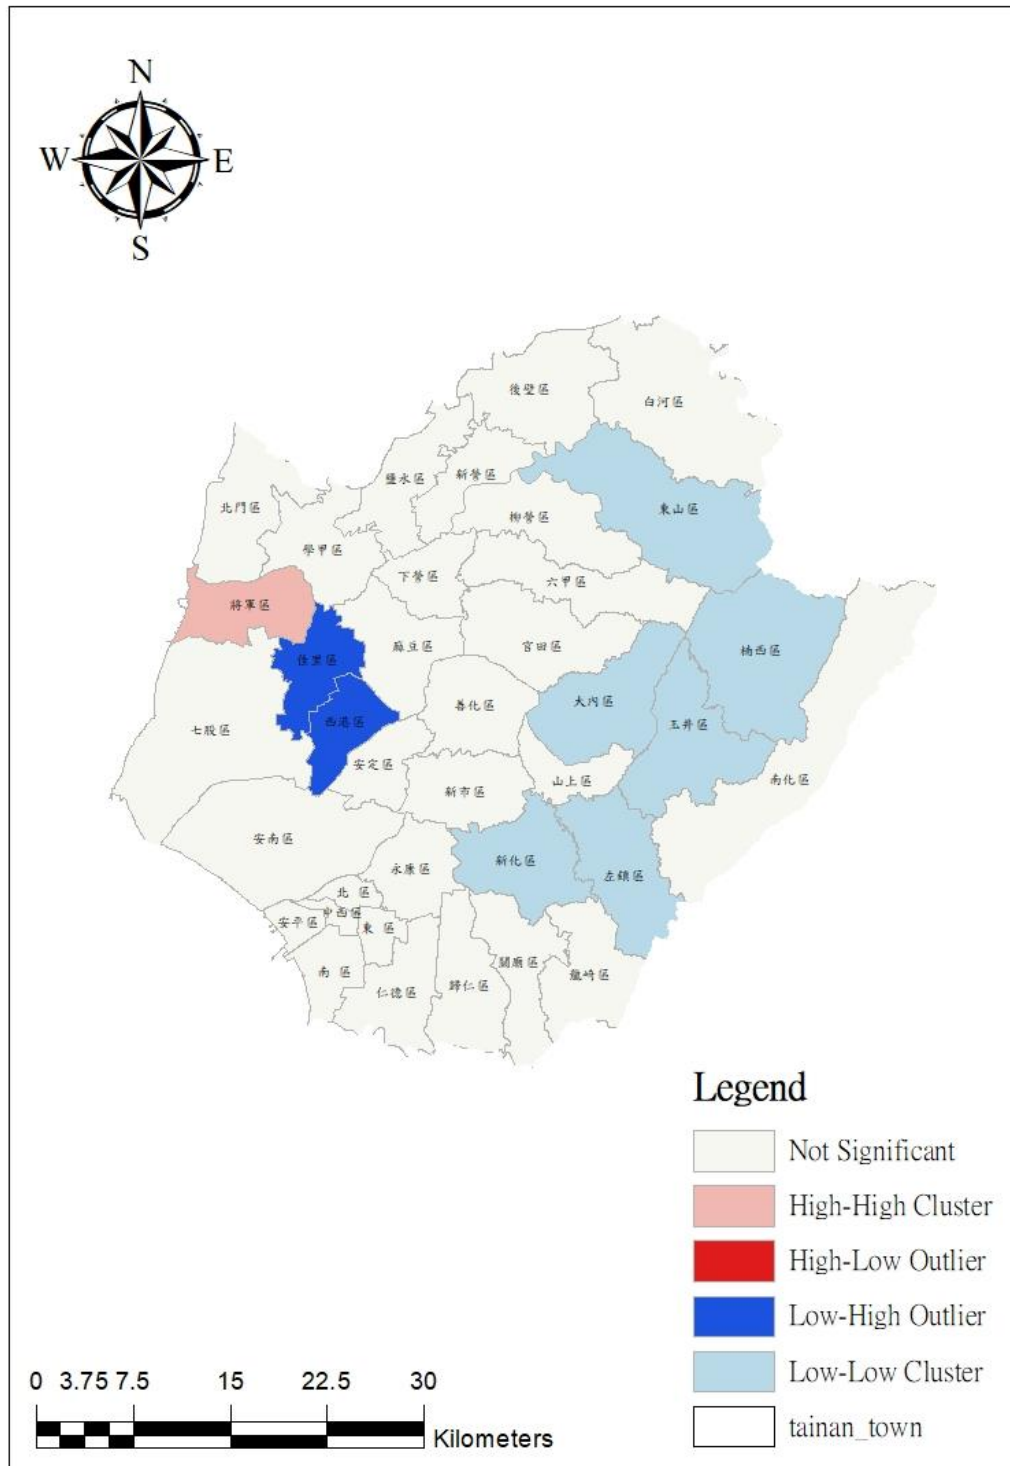 N
W
E
S
後壁區
白河區
鹽水區
新營區
北門區
東山區
柳營區
學甲區
下營區
六甲區
將軍區
麻豆區
官田區
楠西區
佳里區
大內區
善化區
西港區
玉井區
七股區
安定區
山上區
南化區
新市區
安南區
新化區
永康區
左鎮區
北 區
中西區
安平區
東 區
關廟區
南 區
龍崎區
歸仁區
仁德區
Legend
Not Significant
High-High Cluster
High-Low Outlier
Low-High Outlier
Low-Low Cluster
tainan_town
0 3.75 7.5 15 22.5 30
Kilometers